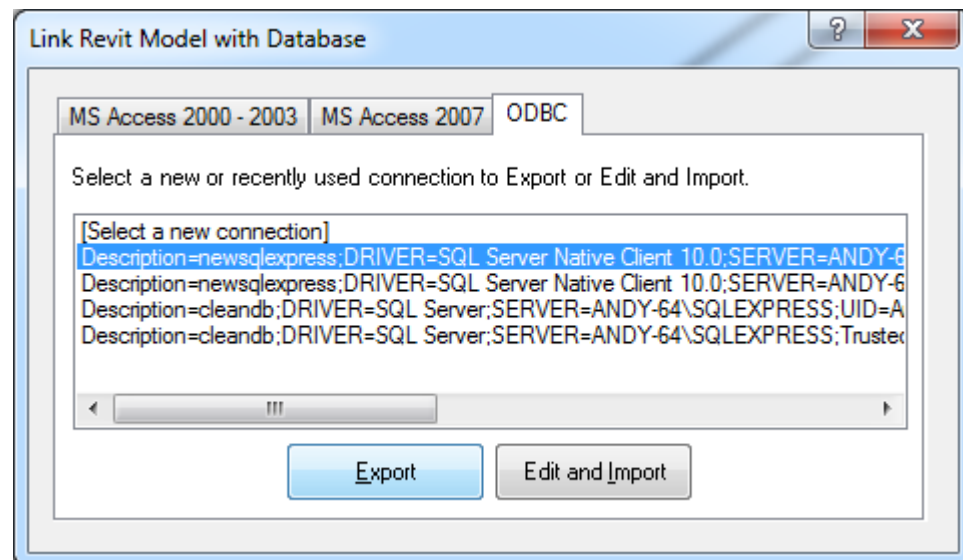 Link Revit Model with Database
?
MS Access 2000 - 2003 MS Access 2007 ODBC
Select a new or recently used connection to Export or Edit and Import.
[Select a new connection]
Description=newsqlexpress;DRIVER=SQL Server Native Client 10.0;SERVER=ANDY-6
Description=newsqlexpress;DRIVER=SQL Server Native Client 10.0;SERVER=ANDY-6
Description=cleandb;DRIVER=SQL Server;SERVER=ANDY-64\SQLEXPRESS;UID=A
Description=cleandb;DRIVER=SQL Server;SERVER=ANDY-64\SQLEXPRESS;Trusted
Export Edit and Import